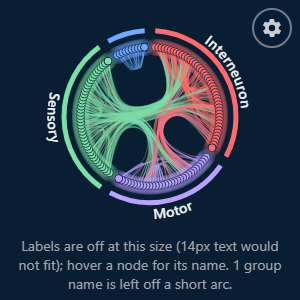 Interneuron
Sensory
Motor
Labels are off at this size (14px text would
not fit); hover a node for its name. 1 group
name is left off a short arc.